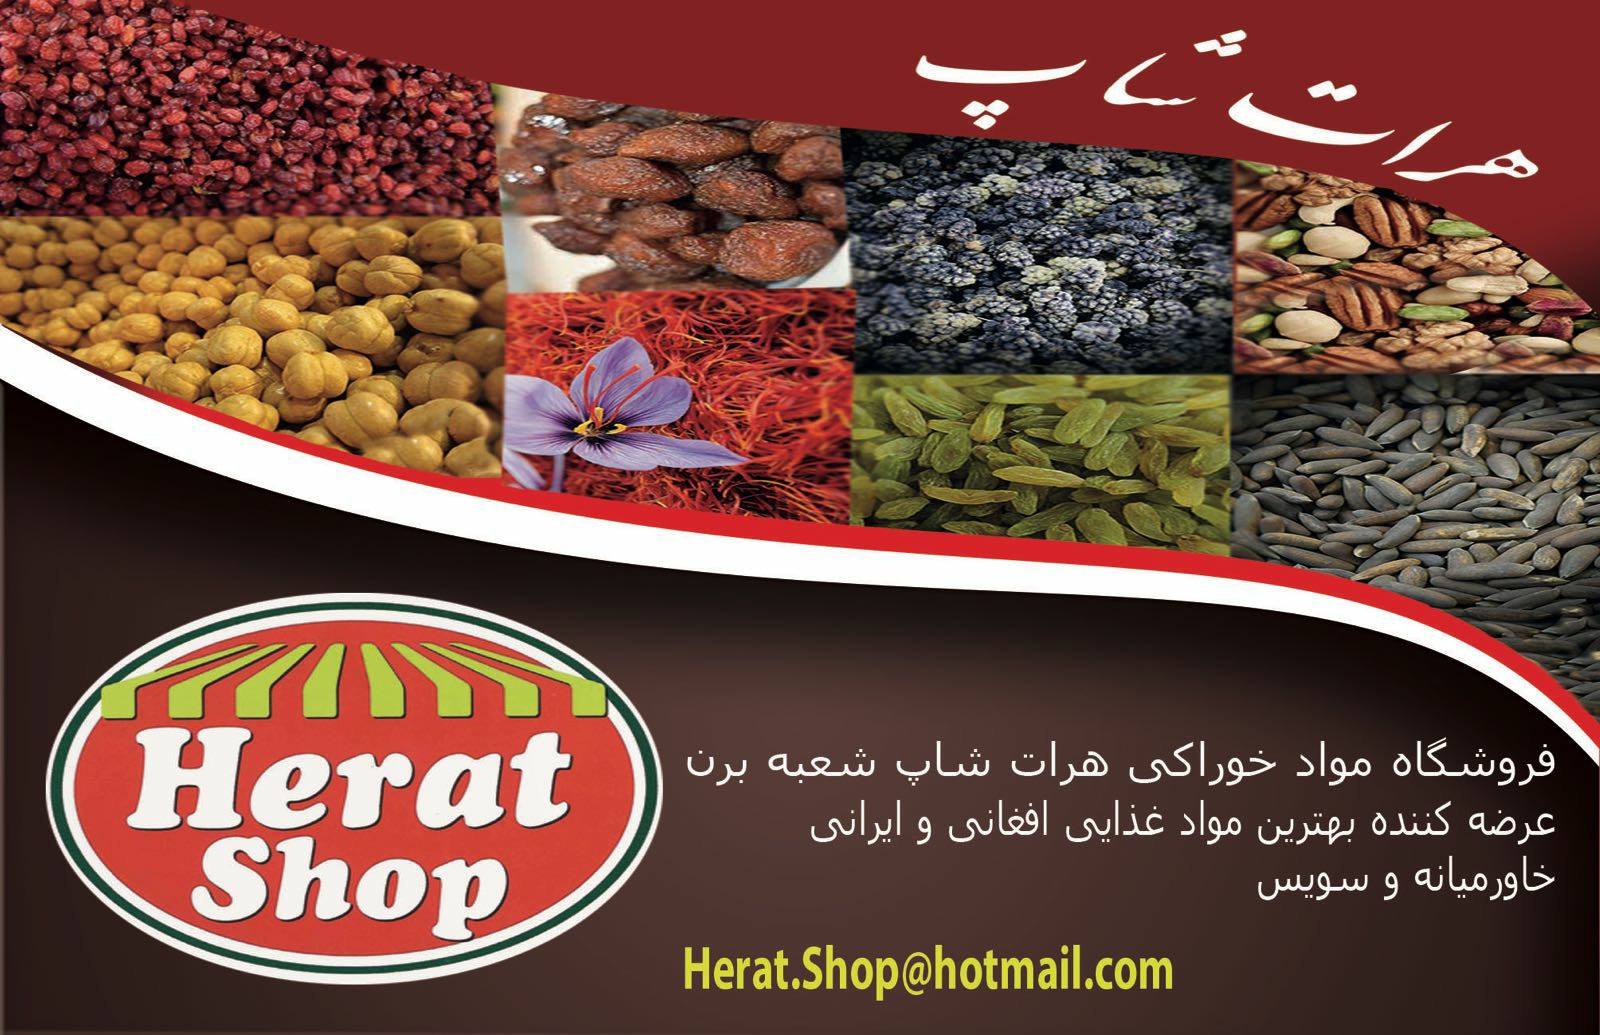 هرات شاپ
Herat
Shop
فروشگاه مواد خوراکی هرات شاپ شعبه برن
عرضه کننده بهترین مواد غذایی افغانی و ایرانی
خاورمیانه و سویس
Herat.Shop@hotmail.com